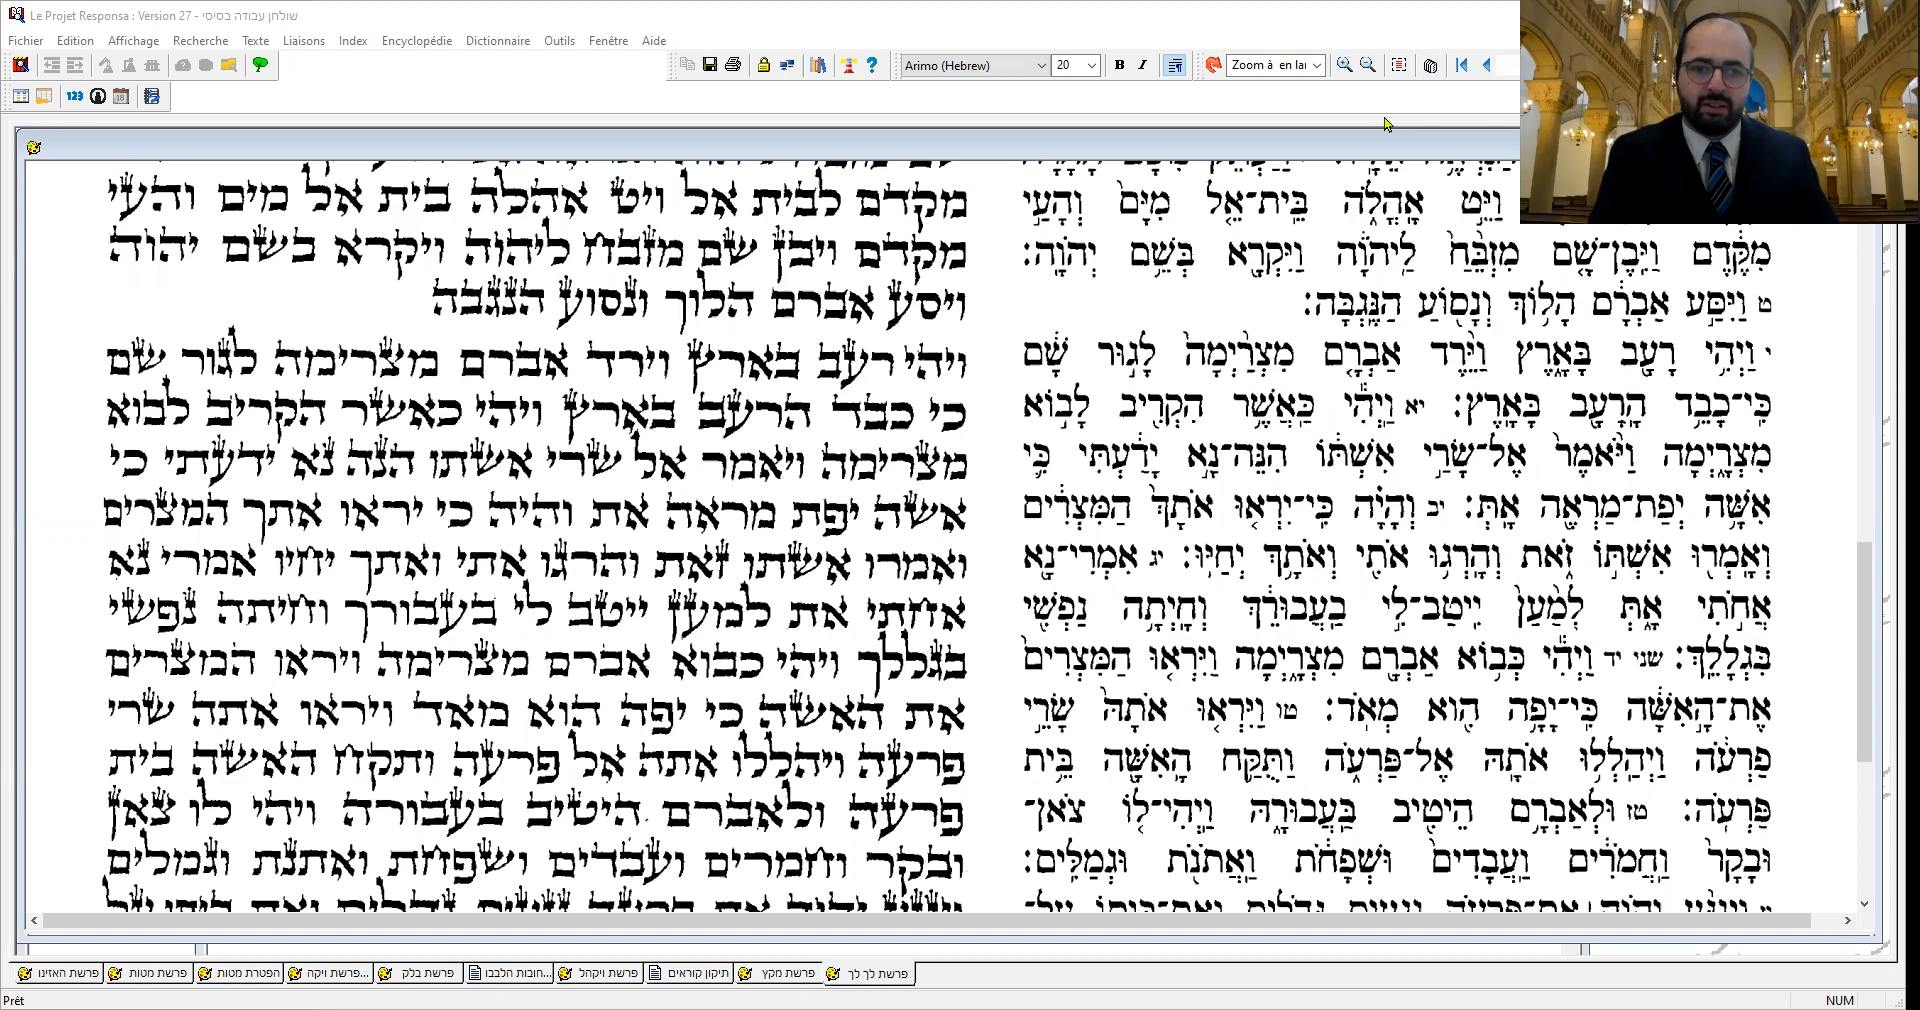 Le Projet Responsa : Version 27 - שולחן עבודה בסיסי
Fichier Edition Affichage Recherche Texte Liaisons Index Encyclopédie Dictionnaire Outils Fenêtre Aide
Arimo (Hebrew) 20 B I Zoom à en lar
123
וַיֵּ֣ט אׇהֳלֹ֑ה בֵּֽית־אֵ֤ל מִיָּם֙ וְהָעַ֣י
מִקֶּ֔דֶם וַיִּֽבֶן־שָׁ֤ם מִזְבֵּ֙חַ֙ לַֽיהֹוָ֔ה וַיִּקְרָ֖א בְּשֵׁ֥ם יְהֹוָֽה׃
ט וַיִּסַּ֣ע אַבְרָ֔ם הָל֥וֹךְ וְנָס֖וֹעַ הַנֶּֽגְבָּה׃
י וַיְהִ֥י רָעָ֖ב בָּאָ֑רֶץ וַיֵּ֨רֶד אַבְרָ֤ם מִצְרַ֙יְמָה֙ לָג֣וּר שָׁ֔ם
כִּֽי־כָבֵ֥ד הָרָעָ֖ב בָּאָֽרֶץ׃ יא וַיְהִ֕י כַּאֲשֶׁ֥ר הִקְרִ֖יב לָב֣וֹא
מִצְרָ֑יְמָה וַיֹּ֙אמֶר֙ אֶל־שָׂרַ֣י אִשְׁתּ֔וֹ הִנֵּה־נָ֣א יָדַ֔עְתִּי כִּ֛י
אִשָּׁ֥ה יְפַת־מַרְאֶ֖ה אָֽתְּ׃ יב וְהָיָ֗ה כִּֽי־יִרְא֤וּ אֹתָךְ֙ הַמִּצְרִ֔ים
וְאָמְר֖וּ אִשְׁתּ֣וֹ זֹ֑את וְהָרְג֥וּ אֹתִ֖י וְאֹתָ֥ךְ יְחַיּֽוּ׃ יג אִמְרִי־נָ֖א
אֲחֹ֣תִי אָ֑תְּ לְמַ֙עַן֙ יִֽיטַב־לִ֣י בַעֲבוּרֵ֔ךְ וְחָיְתָ֥ה נַפְשִׁ֖י
בִּגְלָלֵֽךְ׃ שני יד וַיְהִ֕י כְּב֥וֹא אַבְרָ֖ם מִצְרָ֑יְמָה וַיִּרְא֤וּ הַמִּצְרִים֙
אֶת־הָ֣אִשָּׁ֔ה כִּֽי־יָפָ֥ה הִ֖וא מְאֹֽד׃ טו וַיִּרְא֤וּ אֹתָהּ֙ שָׂרֵ֣י
פַרְעֹ֔ה וַיְהַֽלְל֥וּ אֹתָ֖הּ אֶל־פַּרְעֹ֑ה וַתֻּקַּ֥ח הָאִשָּׁ֖ה בֵּ֥ית
פַּרְעֹֽה׃ טז וּלְאַבְרָ֥ם הֵיטִ֖יב בַּעֲבוּרָ֑הּ וַֽיְהִי־ל֤וֹ צֹאן־
וּבָקָר֙ וַחֲמֹרִ֔ים וַעֲבָדִים֙ וּשְׁפָחֹ֔ת וַאֲתֹנֹ֖ת וּגְמַלִּֽים׃
מקדם לבית אל ויט אהלה בית אל מים והעי
מקדם ויבן שם מזבח ליהוה ויקרא בשם יהוה
ויסע אברם הלוך ונסוע הנגבה
ויהי רעב בארץ וירד אברם מצרימה לגור שם
כי כבד הרעב בארץ ויהי כאשר הקריב לבוא
מצרימה ויאמר אל שרי אשתו הנה נא ידעתי כי
אשה יפת מראה את והיה כי יראו אתך המצרים
ואמרו אשתו זאת והרגו אתי ואתך יחיו אמרי נא
אחתי את למען ייטב לי בעבורך וחיתה נפשי
בגללך ויהי כבוא אברם מצרימה ויראו המצרים
את האשה כי יפה הוא מאד ויראו אתה שרי
פרעה ויהללו אתה אל פרעה ותקח האשה בית
פרעה ולאברם היטיב בעבורה ויהי לו צאן
ובקר וחמרים ועבדים ושפחת ואתנת וגמלים
פרשת האזינו פרשת מטות הפטרת מטות פרשת ויקה... פרשת בלק חובות הלבבו... פרשת ויקהל תיקון קוראים פרשת מקץ פרשת לך לך
Prêt NUM